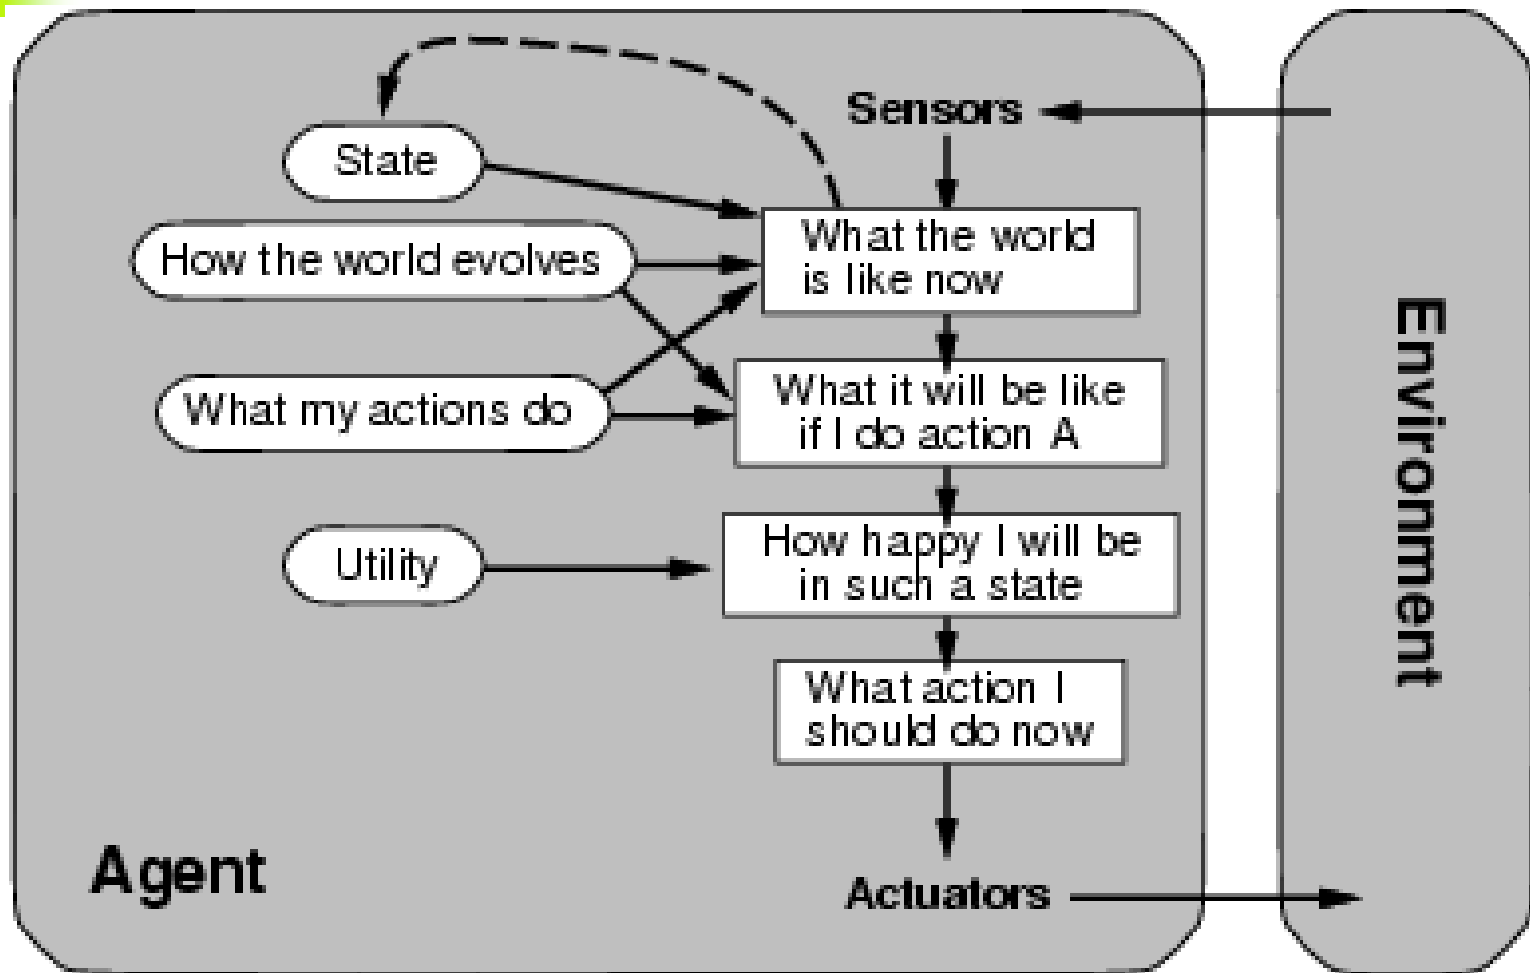 Sensors
State
What the world
is like now
How the world evolves
What my actions do
What it will be like
if I do action A
Utility
How happy I will be
in such a state
What action I
should do now
Agent
Actuators
Environment